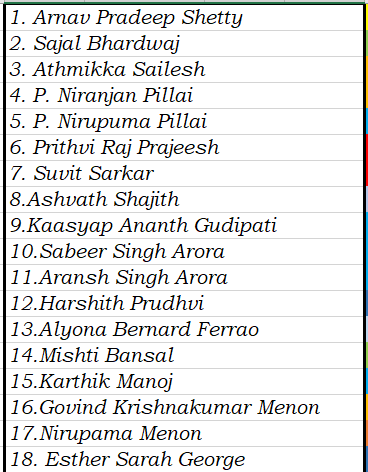 1. Arnav Pradeep Shetty
2. Sajal Bhardwaj
3. Athmikka Sailesh
4. P. Niranjan Pillai
5. P. Nirupuma Pillai
6. Prithvi Raj Prajeesh
7. Suvit Sarkar
8.Ashvath Shajith
9.Kaasyap Ananth Gudipati
10.Sabeer Singh Arora
11.Aransh Singh Arora
12.Harshith Prudhvi
13.Alyona Bernard Ferrao
14.Mishti Bansal
15.Karthik Manoj
16.Govind Krishnakumar Menon
17.Nirupama Menon
18. Esther Sarah George